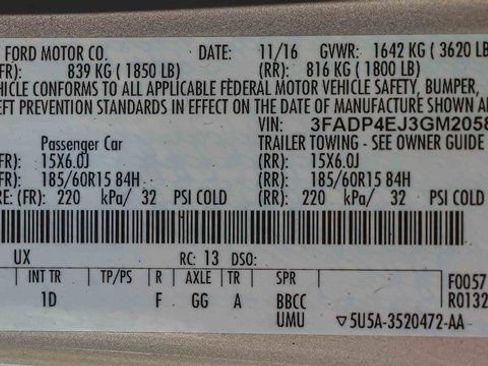 FORD MOTOR CO. DATE: 11/16 GVWR: 1642 KG ( 3620 LB
FR): 839 KG ( 1850 LB) (RR): 816 KG ( 1800 LB)
EHICLE CONFORMS TO ALL APPLICABLE FEDERAL MOTOR VEHICLE SAFETY, BUMPER,
EFT PREVENTION STANDARDS IN EFFECT ON THE DATE OF MANUFACTURE SHOWN A
VIN: 3FADP4EJ3GM2058
Passenger Car TRAILER TOWING - SEE OWNER GUIDE
FR): 15X6.0J (RR): 15X6.0J
FR): 185/60R15 84H (RR): 185/60R15 84H
RE: (FR): 220 kPa/ 32 PSI COLD (RR): 220 kPa/ 32 PSI COLD
UX RC: 13 DSO:
INT TR TP/PS R AXLE TR SPR F0057
1D F GG A BBCC R0132
UMU ▽5U5A-3520472-AA